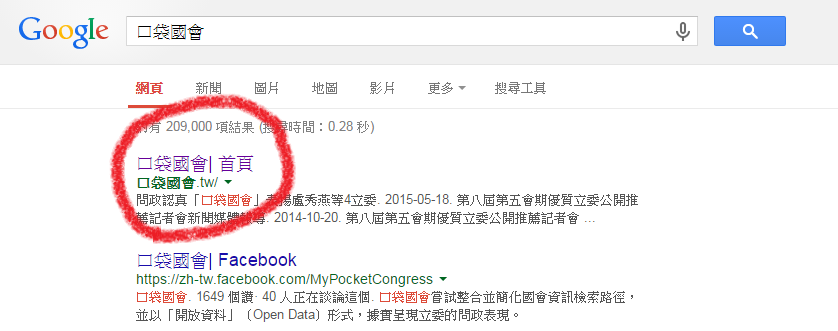 Google
口袋國會
網頁 新聞 圖片 地圖 影片 更多 搜尋工具
約有 209,000 項結果 (搜尋時間：0.28 秒)
口袋國會| 首頁
口袋國會.tw/
問政認真「口袋國會」表揚盧秀燕等4立委. 2015-05-18. 第八屆第五會期優質立委公開推
薦記者會新聞媒體報導. 2014-10-20. 第八屆第五會期優質立委公開推薦記者會 ...
口袋國會| Facebook
https://zh-tw.facebook.com/MyPocketCongress
口袋國會. 1649 個讚· 40 人正在談論這個. 口袋國會嘗試整合並簡化國會資訊檢索路徑，
並以「開放資料」（Open Data）形式，據實呈現立委的問政表現。